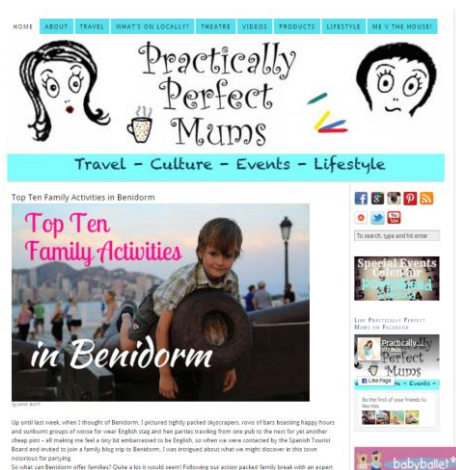 HOME ABOUT TRAVEL WHAT'S ON LOCALLY? THEATRE VIDEOS PRODUCTS LIFESTYLE ME V THE HOUSE!
Practically
Perfect
Mums
Travel - Culture - Events - Lifestyle
Top Ten Family Activities in Benidorm
Top Ten
Family Activities
in Benidorm
Up until last week, when I thought of Benidorm, I pictured tightly packed skyscrapers, rows of bars boasting happy hours
and sunburnt groups of worse for wear English stag and hen parties traveling from one pub to the next for yet another
cheap pint – all making me feel a tiny bit embarrassed to be English, so when we were contacted by the Spanish Tourist
Board and invited to join a family blog trip to Benidorm, I was intrigued about what we might discover in this town
notorious for partying.
So what can Benidorm offer families? Quite a lot it would seem! Following our action packed family break with an expert
To search, type and hit enter
Special Events
Calendar
Like Practically Perfect
Mums on Facebook
Practically...
Perfect
Mums
Like Page
Be the first of your friends to
like this
babyballet